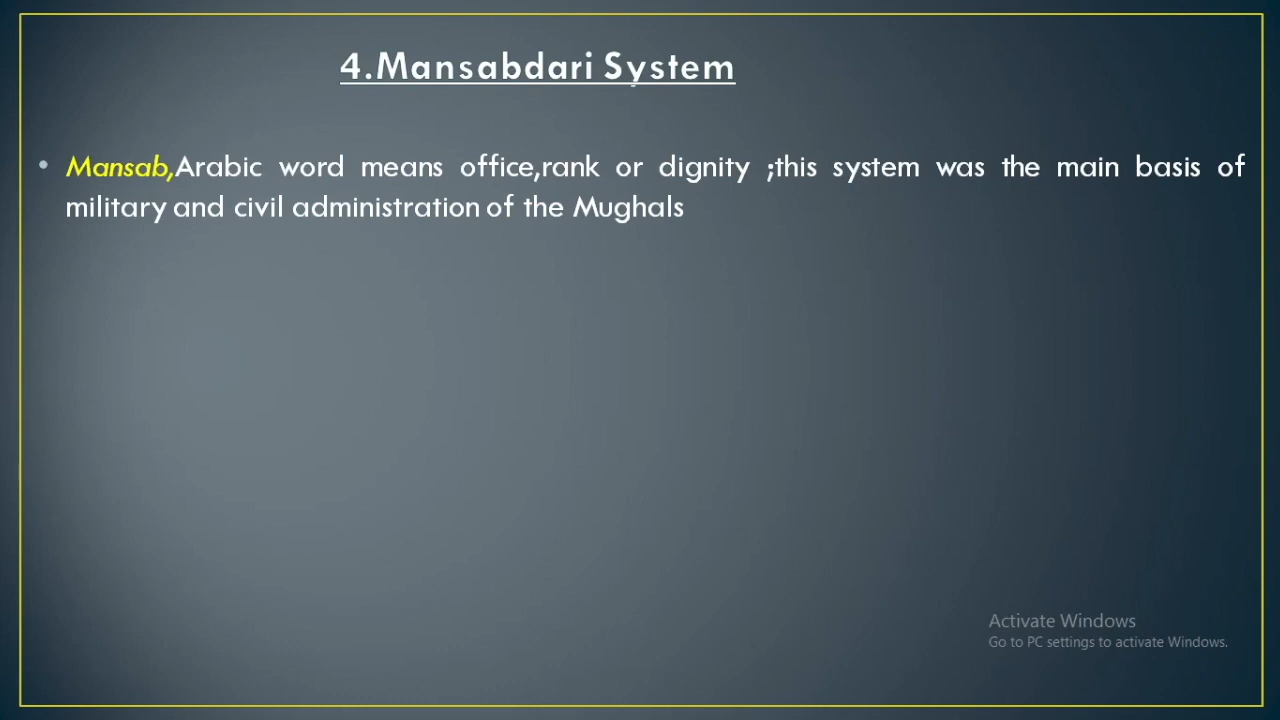 4.Mansabdari System
• Mansab,Arabic word means office,rank or dignity ;this system was the main basis of
military and civil administration of the Mughals
Activate Windows
Go to PC settings to activate Windows.